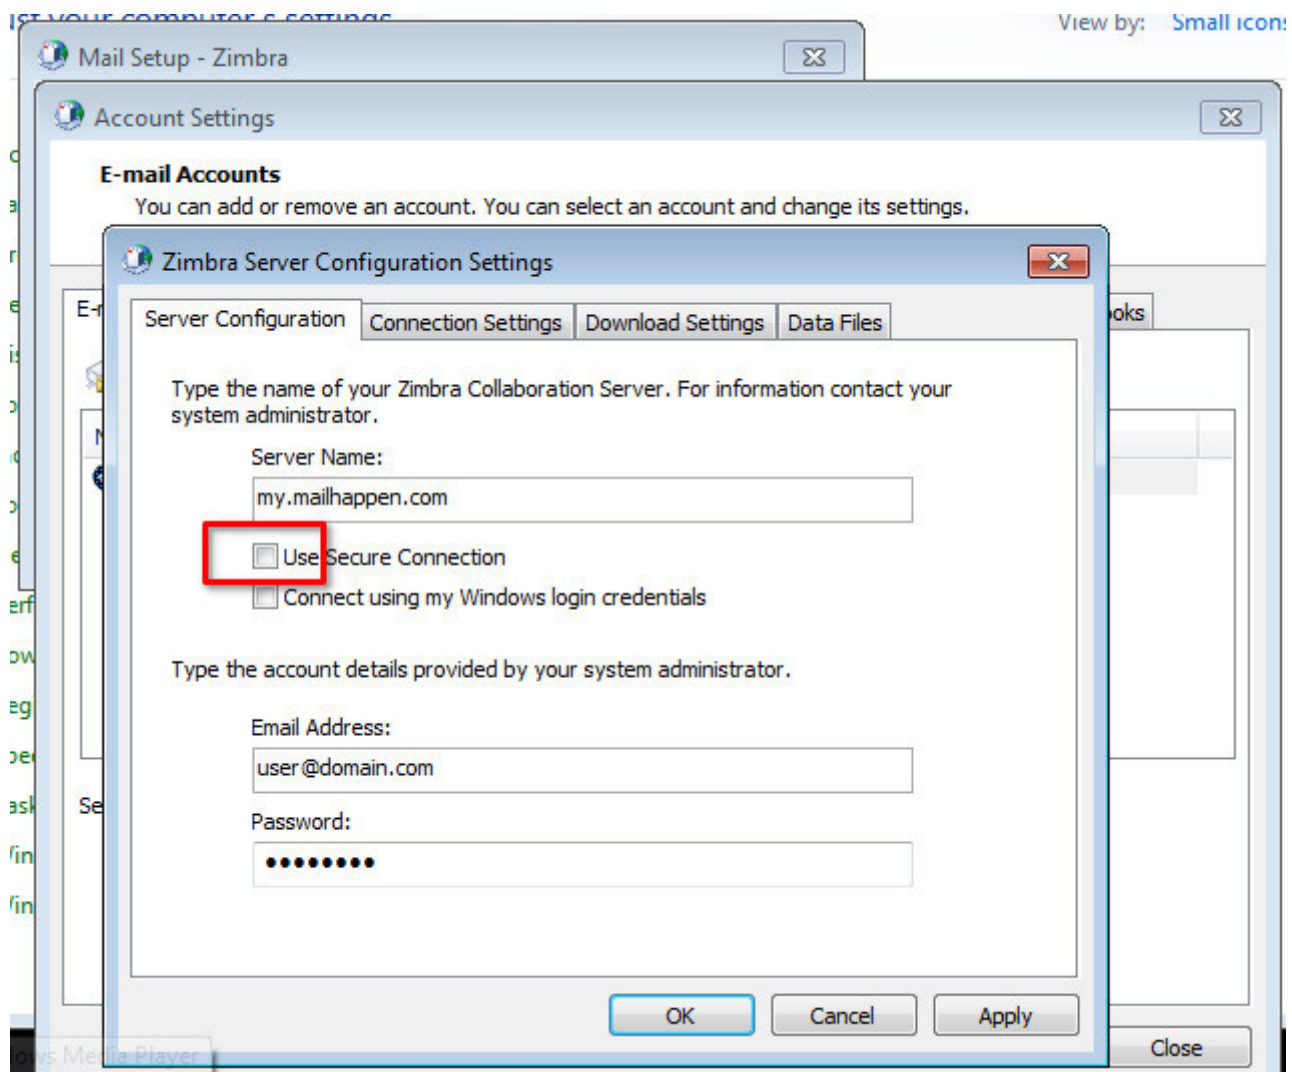 View by: Small icons
Mail Setup - Zimbra
Account Settings
E-mail Accounts
You can add or remove an account. You can select an account and change its settings.
Zimbra Server Configuration Settings
Server Configuration
Connection Settings
Download Settings
Data Files
Type the name of your Zimbra Collaboration Server. For information contact your
system administrator.
Server Name:
my.mailhappen.com
Use Secure Connection
Connect using my Windows login credentials
Type the account details provided by your system administrator.
Email Address:
user@domain.com
Password:
OK
Cancel
Apply
Close
Media Player